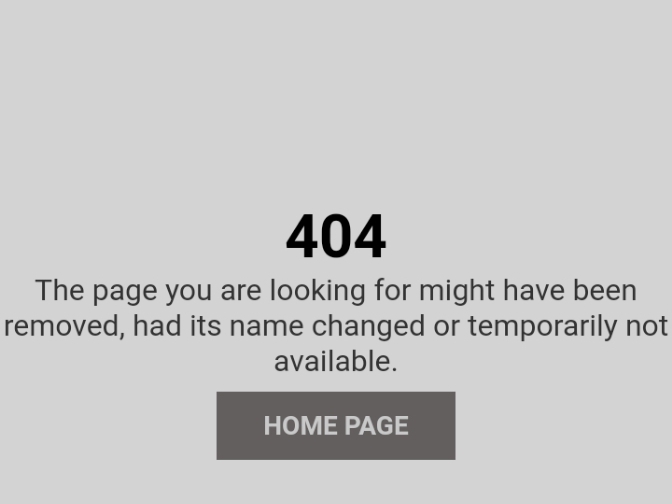 404
The page you are looking for might have been
removed, had its name changed or temporarily not
available.
HOME PAGE